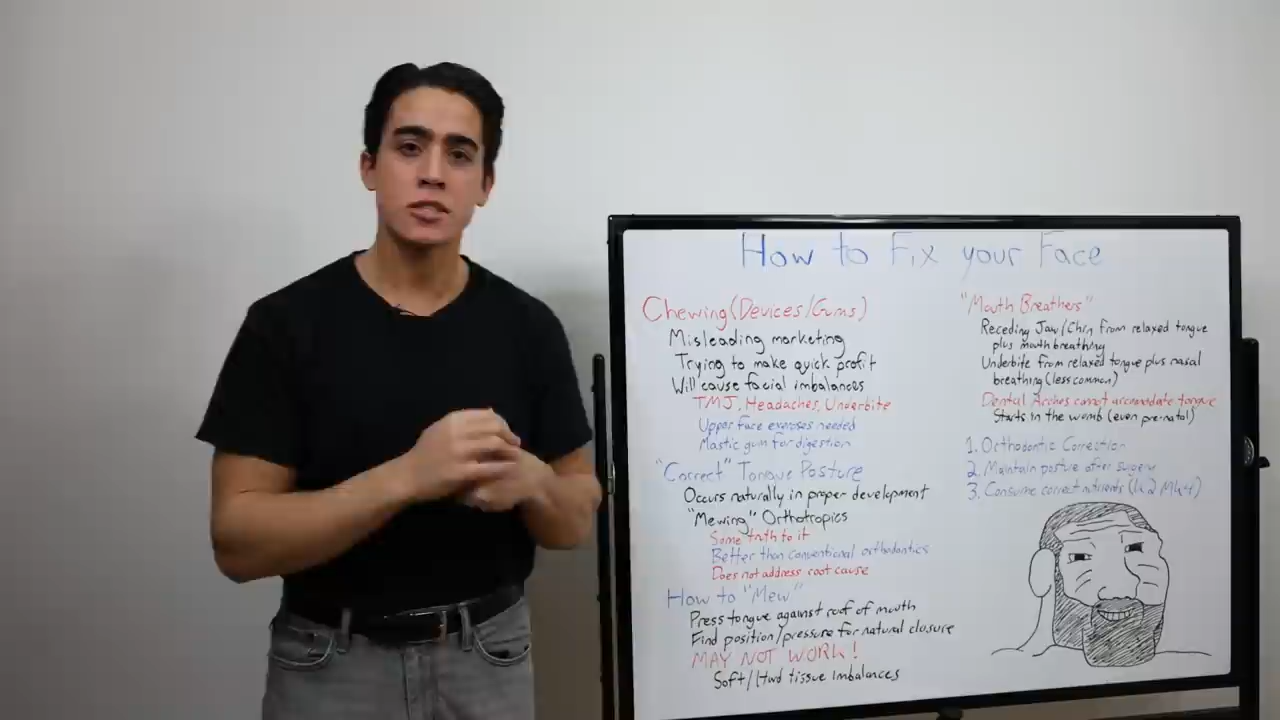 How to Fix your Face
Chewing (Devices/Gums)
Misleading marketing
Trying to make quick profit
Will cause facial imbalances
TMJ, Headaches, Underbite
Upper face exercises needed
Mastic gum for digestion
"Correct" Tongue Posture
Occurs naturally in proper development
"Mewing" Orthotropics
Some truth to it
Better than conventional orthodontics
Does not address root cause
How to "Mew"
Press tongue against roof of mouth
Find position/pressure for natural closure
MAY NOT WORK!
Soft/Hard tissue imbalances
"Mouth Breathers"
Receding Jaw/Chin from relaxed tongue
plus mouth breathing
Underbite from relaxed tongue plus nasal
breathing (less common)
Dental Arches cannot accomodate tongue
Starts in the womb (even pre-natal)
1. Orthodontic Correction
2. Maintain posture after surgery
3. Consume correct nutrients (K2 MK4)